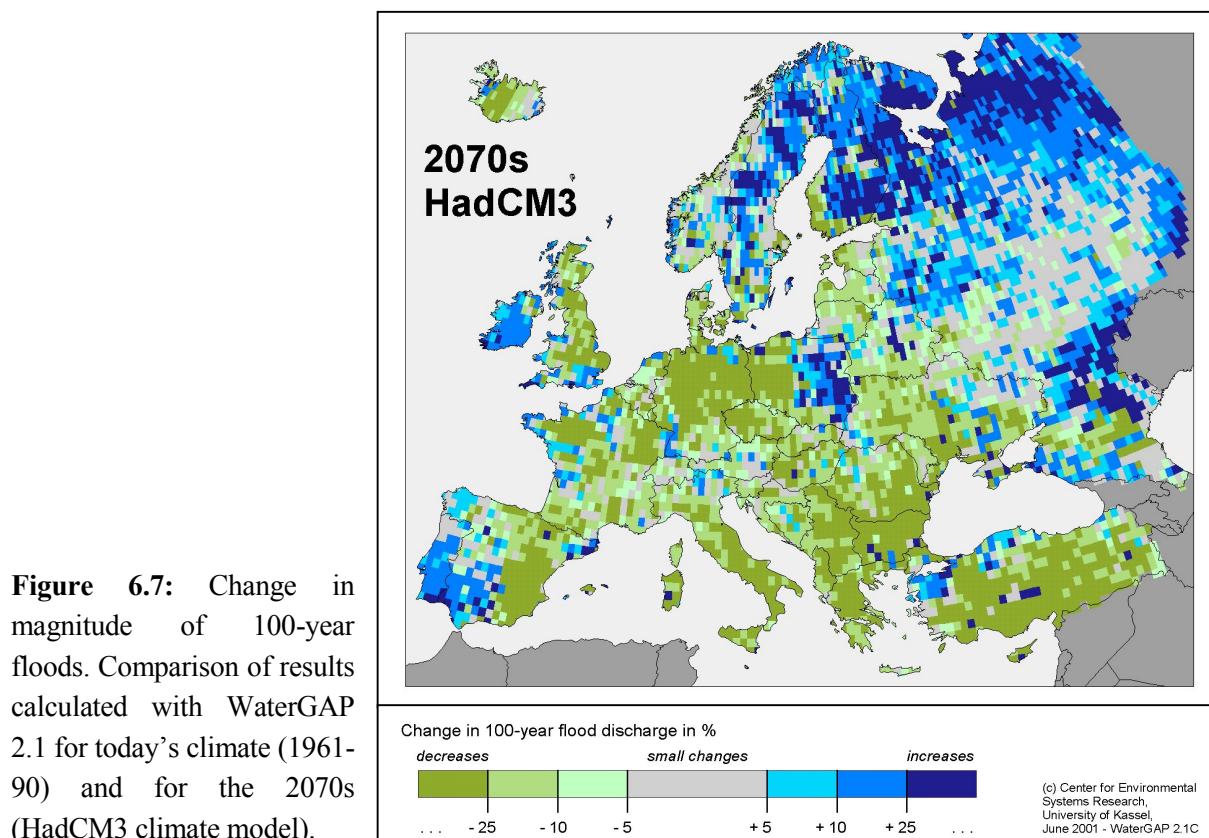 2070s
HadCM3
Figure 6.7: Change in
magnitude of 100-year
floods. Comparison of results
calculated with WaterGAP
2.1 for today's climate (1961-
90) and for the 2070s
(HadCM3 climate model).
Change in 100-year flood discharge in %
decreases small changes increases
. . . - 25 - 10 - 5 + 5 + 10 + 25 . . .
(c) Center for Environmental
Systems Research,
University of Kassel,
June 2001 - WaterGAP 2.1C